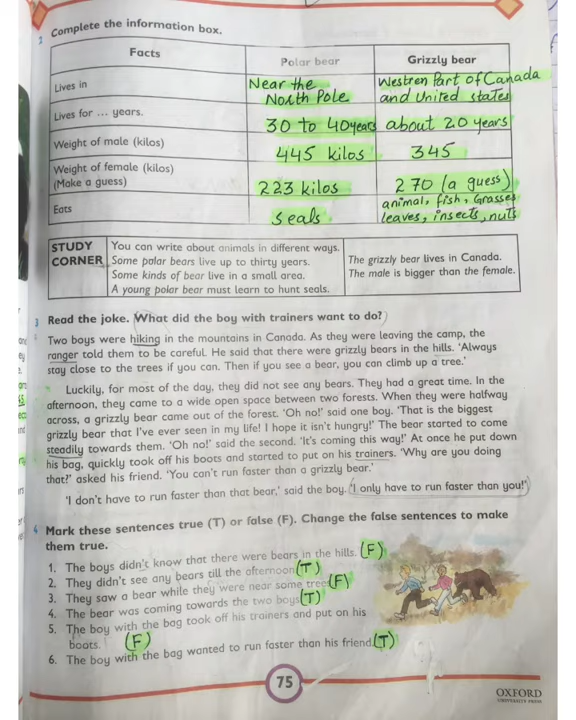 2 Complete the information box.
Facts Polar bear Grizzly bear
Lives in Near the North Pole Westren Part of Canada and United states
Lives for ... years. 30 to 40 years about 20 years
Weight of male (kilos) 445 kilos 345
Weight of female (kilos) (Make a guess) 223 kilos 270 (a guess)
Eats seals animal, fish, Grasses leaves, insects, nuts
STUDY CORNER
You can write about animals in different ways.
Some polar bears live up to thirty years.
Some kinds of bear live in a small area.
A young polar bear must learn to hunt seals.
The grizzly bear lives in Canada.
The male is bigger than the female.
3 Read the joke. What did the boy with trainers want to do?
Two boys were hiking in the mountains in Canada. As they were leaving the camp, the
ranger told them to be careful. He said that there were grizzly bears in the hills. 'Always
stay close to the trees if you can. Then if you see a bear, you can climb up a tree.'
Luckily, for most of the day, they did not see any bears. They had a great time. In the
afternoon, they came to a wide open space between two forests. When they were halfway
across, a grizzly bear came out of the forest. 'Oh no!' said one boy. 'That is the biggest
grizzly bear that I've ever seen in my life! I hope it isn't hungry!' The bear started to come
steadily towards them. 'Oh no!' said the second. 'It's coming this way!' At once he put down
his bag, quickly took off his boots and started to put on his trainers. 'Why are you doing
that?' asked his friend. 'You can't run faster than a grizzly bear.'
'I don't have to run faster than that bear,' said the boy. 'I only have to run faster than you!'
4 Mark these sentences true (T) or false (F). Change the false sentences to make
them true.
1. The boys didn't know that there were bears in the hills. (F)
2. They didn't see any bears till the afternoon. (T)
3. They saw a bear while they were near some trees. (F)
4. The bear was coming towards the two boys. (T)
5. The boy with the bag took off his trainers and put on his
boots. (F)
6. The boy with the bag wanted to run faster than his friend. (T)
75
OXFORD
UNIVERSITY PRESS